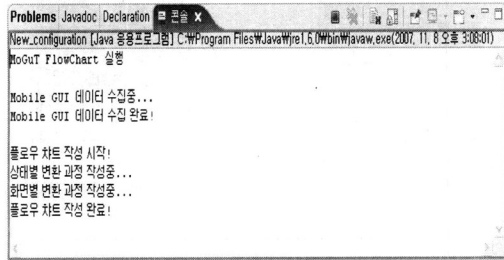 Problems Javadoc Declaration 콘솔 X
New_configuration [Java 응용프로그램] C:₩Program Files₩Java₩jre1.6.0₩bin₩javaw.exe(2007, 11, 8 오후 3:08:01)
MoGuT FlowChart 실행
Mobile GUI 데이터 수집중...
Mobile GUI 데이터 수집 완료!
플로우 챠트 작성 시작!
상태별 변환 과정 작성중...
화면별 변환 과정 작성중...
플로우 챠트 작성 완료!